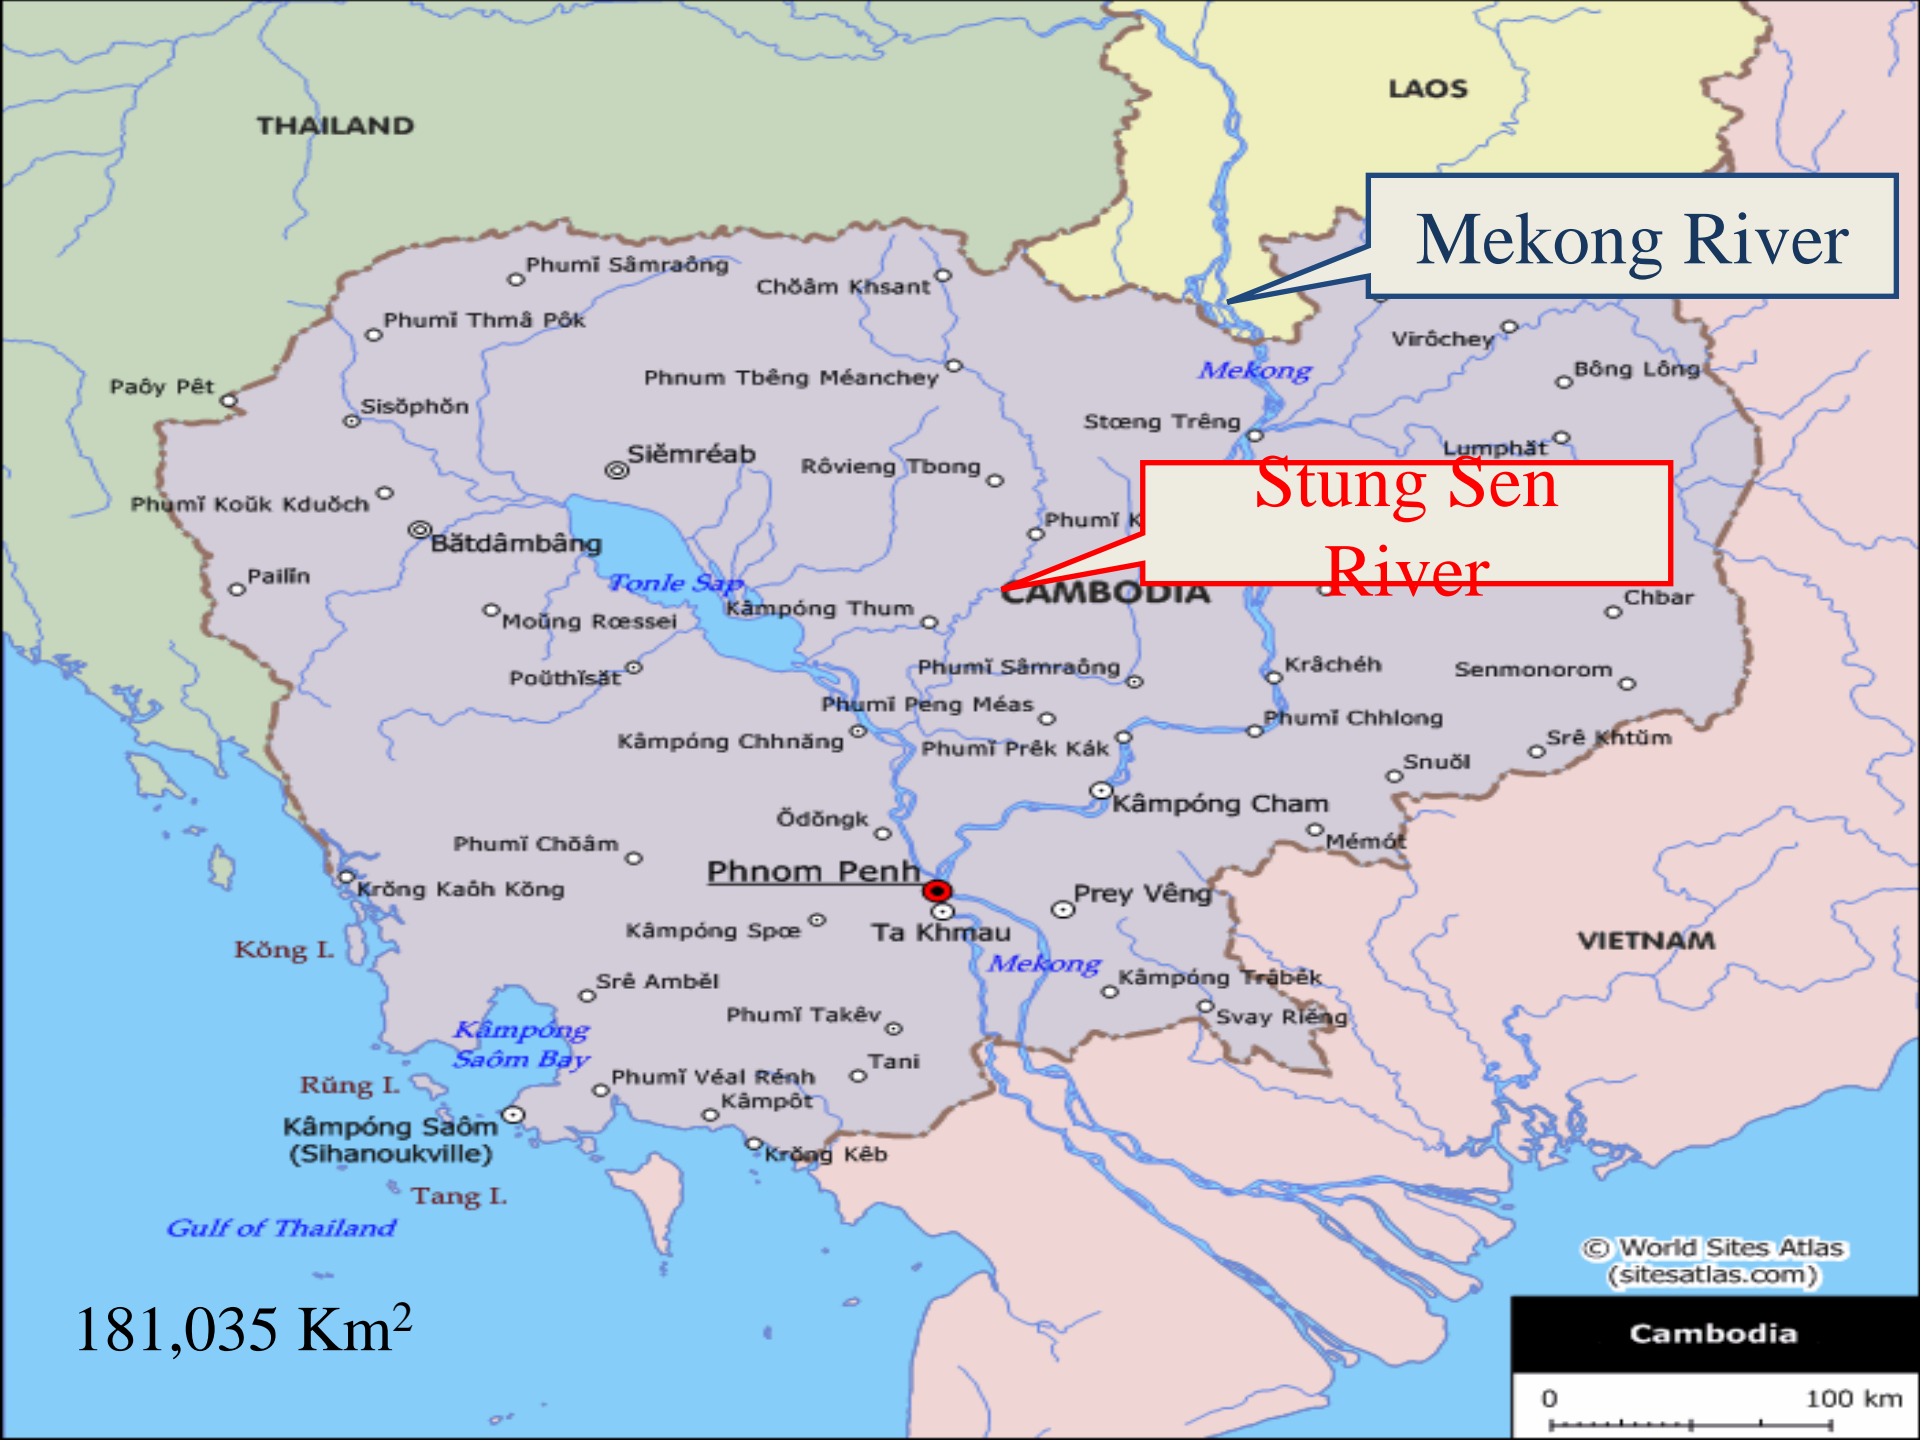 THAILAND
LAOS
Mekong River
Phumĭ Sâmraông
Chŏâm Khsant
Phumĭ Thmâ Pôk
Virôchey
Mekong
Bông Lông
Phnum Tbêng Méanchey
Paôy Pêt
Sisŏphŏn
Stœng Trêng
Lumphăt
Siĕmréab
Rôvieng Tbong
Stung Sen
River
Phumĭ Koŭk Kduŏch
Phumĭ K
Bătdâmbâng
Pailĭn
Tonle Sap
CAMBODIA
Kâmpóng Thum
Chbar
Moŭng Rœssei
Phumĭ Sâmraông
Krâchéh
Senmonorom
Poŭthĭsăt
Phumĭ Peng Méas
Phumĭ Chhlong
Kâmpóng Chhnăng
Phumĭ Prêk Kák
Srê Khtŭm
Snuŏl
Kâmpóng Cham
Ŏdŏngk
Mémót
Phumĭ Chŏâm
Phnom Penh
Krŏng Kaôh Kŏng
Prey Vêng
Kâmpóng Spœ
Ta Khmau
VIETNAM
Kŏng I.
Mekong
Kâmpóng Trâbêk
Srê Ambĕl
Phumĭ Takêv
Svay Riĕng
Kâmpóng
Saôm Bay
Tani
Rŭng I.
Phumĭ Véal Rénh
Kâmpôt
Kâmpóng Saôm
(Sihanoukville)
Krŏng Kêb
Tang I.
Gulf of Thailand
© World Sites Atlas
(sitesatlas.com)
181,035 Km²
Cambodia
0 100 km